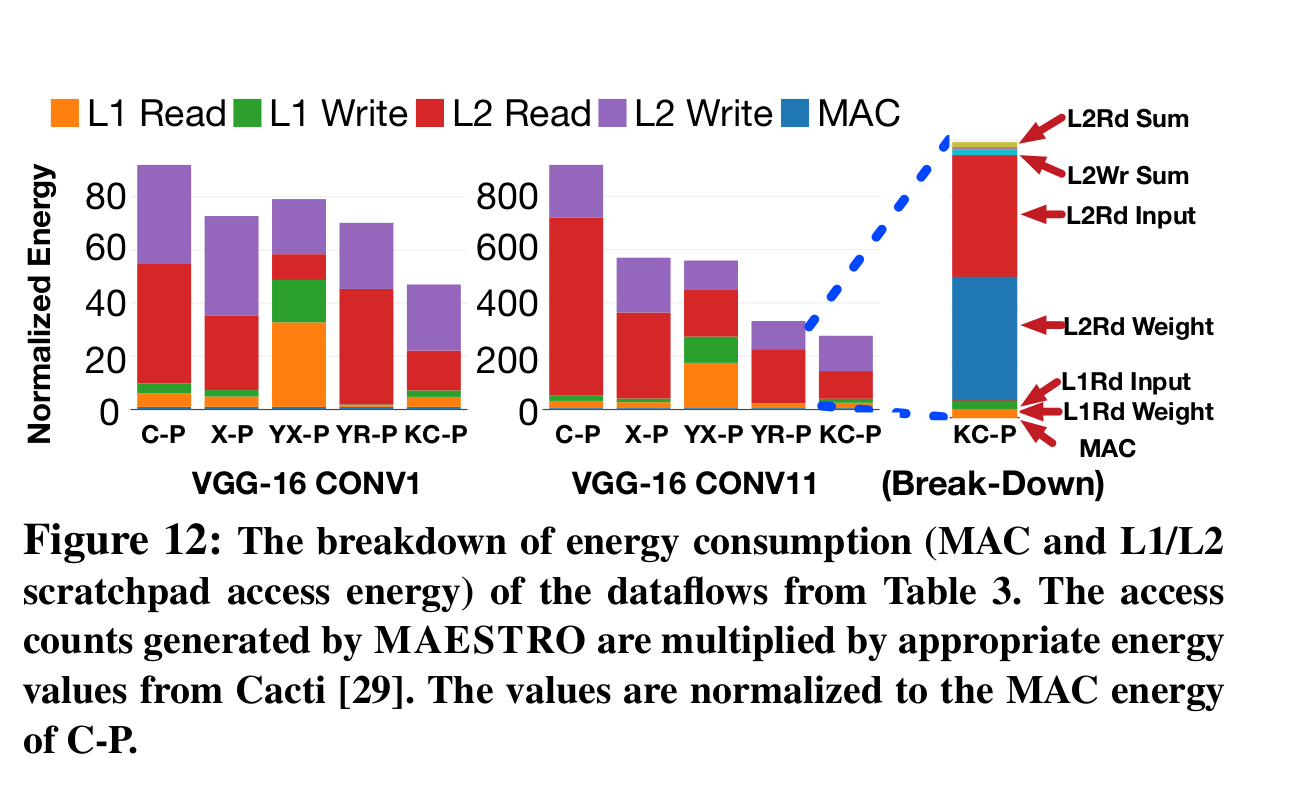 L1 Read L1 Write L2 Read L2 Write MAC
Normalized Energy
80
60
40
20
0
C-P X-P YX-P YR-P KC-P
VGG-16 CONV1
800
600
400
200
0
C-P X-P YX-P YR-P KC-P
VGG-16 CONV11
L2Rd Sum
L2Wr Sum
L2Rd Input
L2Rd Weight
L1Rd Input
L1Rd Weight
MAC
KC-P
(Break-Down)
Figure 12: The breakdown of energy consumption (MAC and L1/L2
scratchpad access energy) of the dataflows from Table 3. The access
counts generated by MAESTRO are multiplied by appropriate energy
values from Cacti [29]. The values are normalized to the MAC energy
of C-P.